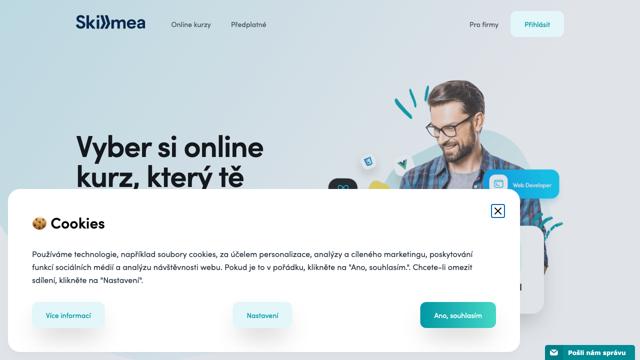 Skillmea
Online kurzy
Předplatné
Pro firmy
Přihlásit
Vyber si online
kurz, který tě
Web Developer
Cookies
Používáme technologie, například soubory cookies, za účelem personalizace, analýzy a cíleného marketingu, poskytování
funkcí sociálních médií a analýzu návštěvnosti webu. Pokud je to v pořádku, klikněte na "Ano, souhlasím.". Chcete-li omezit
sdílení, klikněte na "Nastavení".
Více informací
Nastavení
Ano, souhlasím
Pošli nám správu